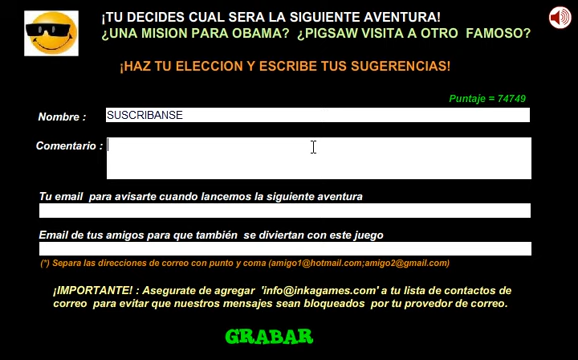 ¡TU DECIDES CUAL SERA LA SIGUIENTE AVENTURA!
¿UNA MISION PARA OBAMA? ¿PIGSAW VISITA A OTRO FAMOSO?
¡HAZ TU ELECCION Y ESCRIBE TUS SUGERENCIAS!
Puntaje = 74749
Nombre : SUSCRIBANSE
Comentario :
Tu email para avisarte cuando lancemos la siguiente aventura
Email de tus amigos para que también se diviertan con este juego
(*) Separa las direcciones de correo con punto y coma (amigo1@hotmail.com;amigo2@gmail.com)
¡IMPORTANTE! : Asegurate de agregar 'info@inkagames.com' a tu lista de contactos de
correo para evitar que nuestros mensajes sean bloqueados por tu provedor de correo.
GRABAR